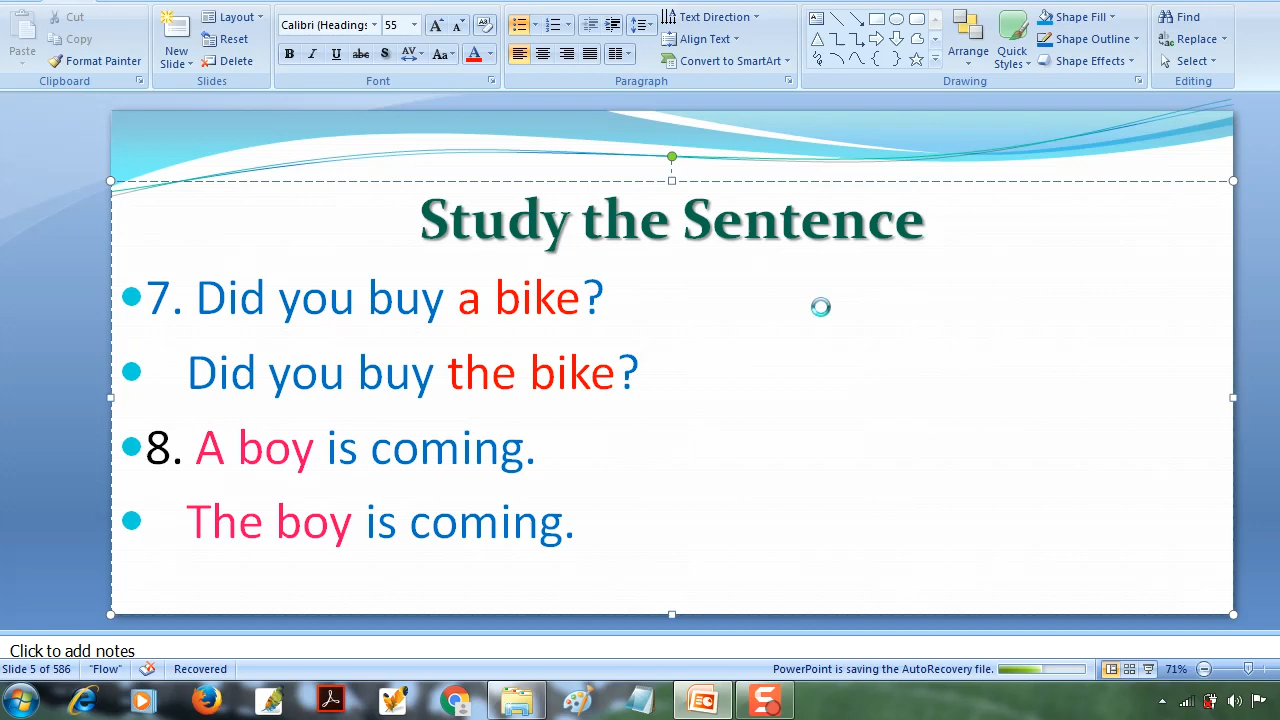 Cut
Copy
Format Painter
Paste
Clipboard
New
Slide
Layout
Reset
Delete
Slides
Calibri (Headings 55
B I U abc S AV Aa A
Font
Text Direction
Align Text
Convert to SmartArt
Paragraph
Arrange
Quick
Styles
Shape Fill
Shape Outline
Shape Effects
Drawing
Find
Replace
Select
Editing
Study the Sentence
7. Did you buy a bike?
Did you buy the bike?
8. A boy is coming.
The boy is coming.
Click to add notes
Slide 5 of 586 "Flow" Recovered PowerPoint is saving the AutoRecovery file. 71%